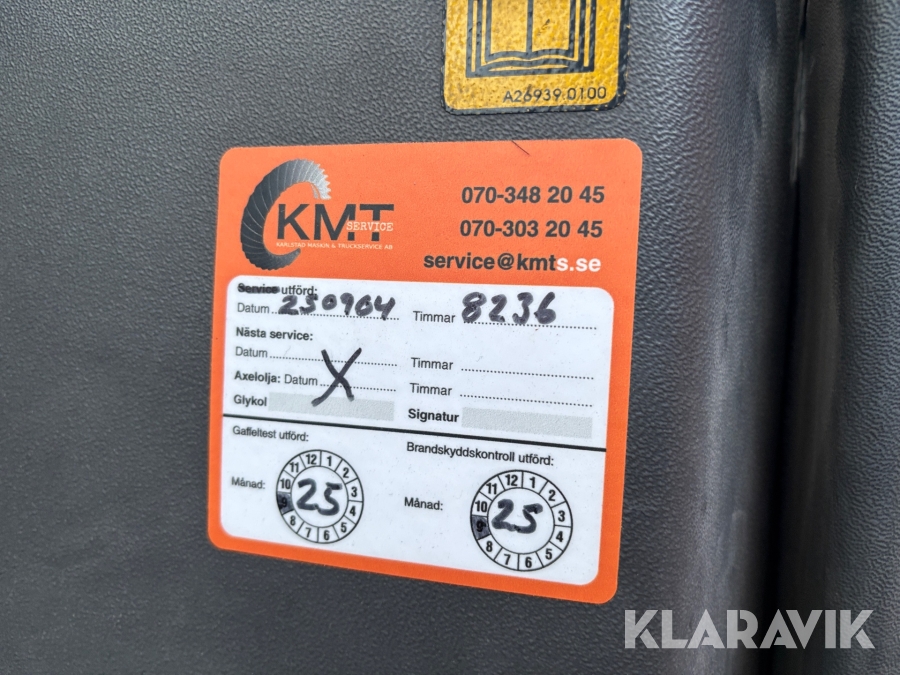 A26939.0100
KMT
SERVICE
KARLSTAD MASKIN & TRUCKSERVICE AB
070-348 20 45
070-303 20 45
service@kmts.se
Service utförd:
Datum 250904 Timmar 8236
Nästa service:
Datum Timmar
Axelolja: Datum X Timmar
Glykol Signatur
Gaffeltest utförd: Brandskyddskontroll utförd:
Månad: 12 1 2 3 4 5 6 7 8 9 10 11 25
Månad: 12 1 2 3 4 5 6 7 8 9 10 11 25
KLARAVIK